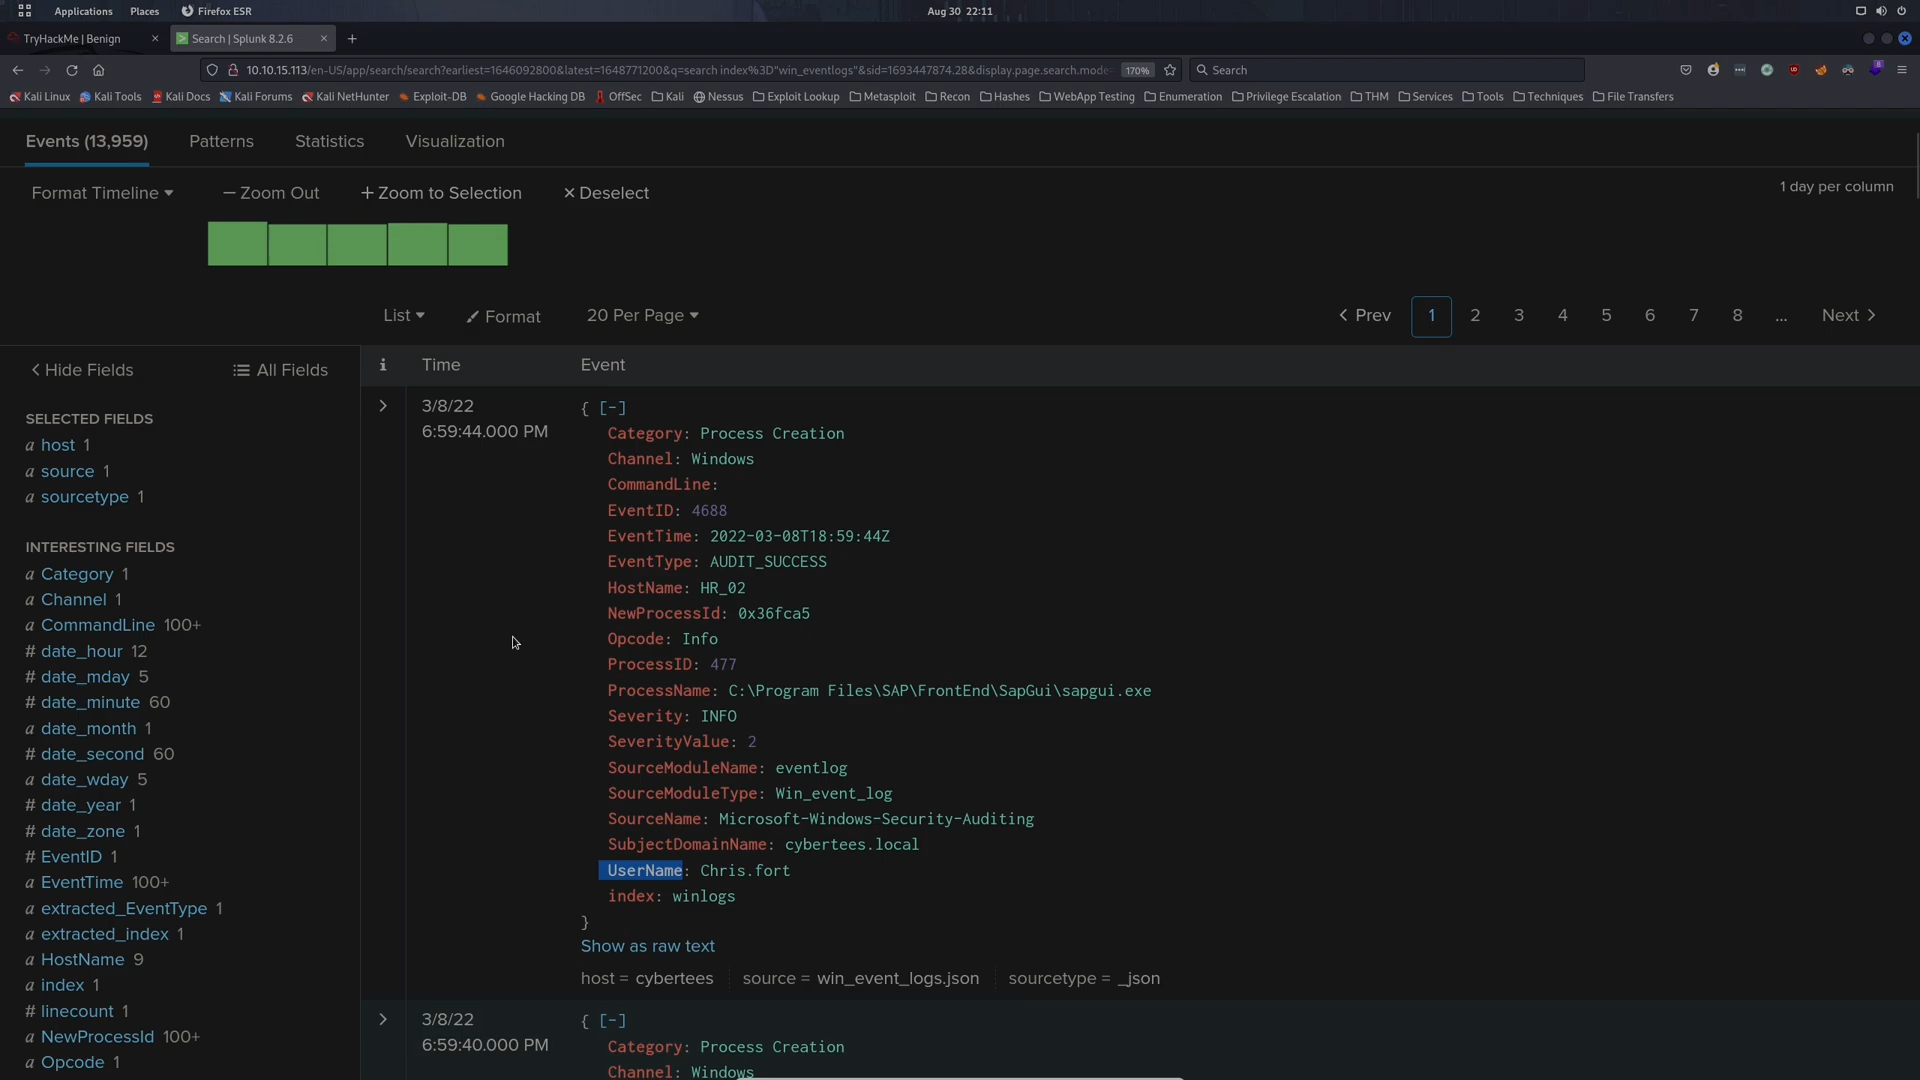 Applications Places Firefox ESR Aug 30 22:11
TryHackMe | Benign × Search | Splunk 8.2.6 × +
10.10.15.113/en-US/app/search/search?earliest=1646092800&latest=1648771200&q=search index%3D"win_eventlogs"&sid=1693447874.28&display.page.search.mode= 170% Search
Kali Linux Kali Tools Kali Docs Kali Forums Kali NetHunter Exploit-DB Google Hacking DB OffSec Kali Nessus Exploit Lookup Metasploit Recon Hashes WebApp Testing Enumeration Privilege Escalation THM Services Tools Techniques File Transfers
Events (13,959) Patterns Statistics Visualization
Format Timeline — Zoom Out + Zoom to Selection × Deselect 1 day per column
List Format 20 Per Page < Prev 1 2 3 4 5 6 7 8 ... Next >
< Hide Fields All Fields
SELECTED FIELDS
a host 1
a source 1
a sourcetype 1
INTERESTING FIELDS
a Category 1
a Channel 1
a CommandLine 100+
# date_hour 12
# date_mday 5
# date_minute 60
a date_month 1
# date_second 60
a date_wday 5
# date_year 1
a date_zone 1
# EventID 1
a EventTime 100+
a extracted_EventType 1
a extracted_index 1
a HostName 9
a index 1
# linecount 1
a NewProcessId 100+
a Opcode 1
i Time Event
> 3/8/22
6:59:44.000 PM
{ [-]
Category: Process Creation
Channel: Windows
CommandLine:
EventID: 4688
EventTime: 2022-03-08T18:59:44Z
EventType: AUDIT_SUCCESS
HostName: HR_02
NewProcessId: 0x36fca5
Opcode: Info
ProcessID: 477
ProcessName: C:\Program Files\SAP\FrontEnd\SapGui\sapgui.exe
Severity: INFO
SeverityValue: 2
SourceModuleName: eventlog
SourceModuleType: Win_event_log
SourceName: Microsoft-Windows-Security-Auditing
SubjectDomainName: cybertees.local
UserName: Chris.fort
index: winlogs
}
Show as raw text
host = cybertees source = win_event_logs.json sourcetype = _json
> 3/8/22
6:59:40.000 PM
{ [-]
Category: Process Creation
Channel: Windows